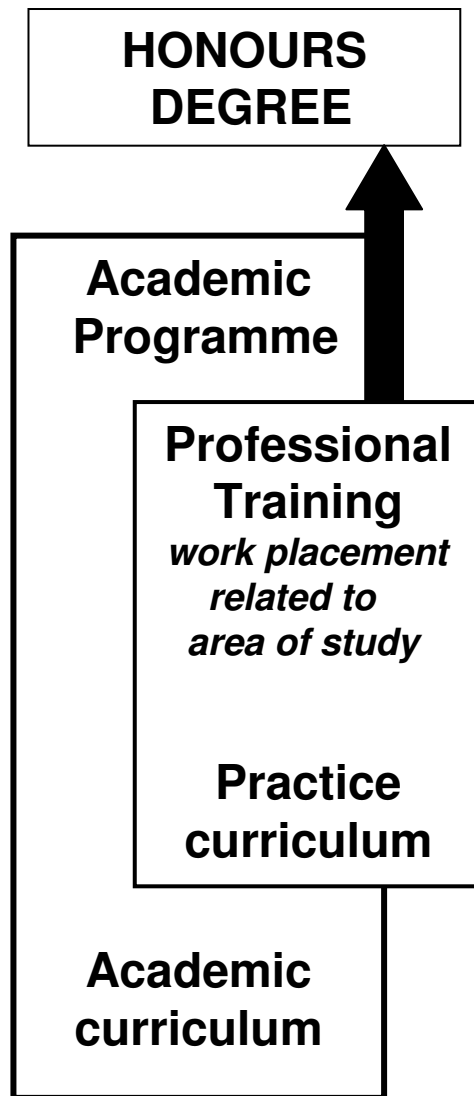 HONOURS
DEGREE
Academic
Programme
Professional
Training
work placement
related to
area of study
Practice
curriculum
Academic
curriculum